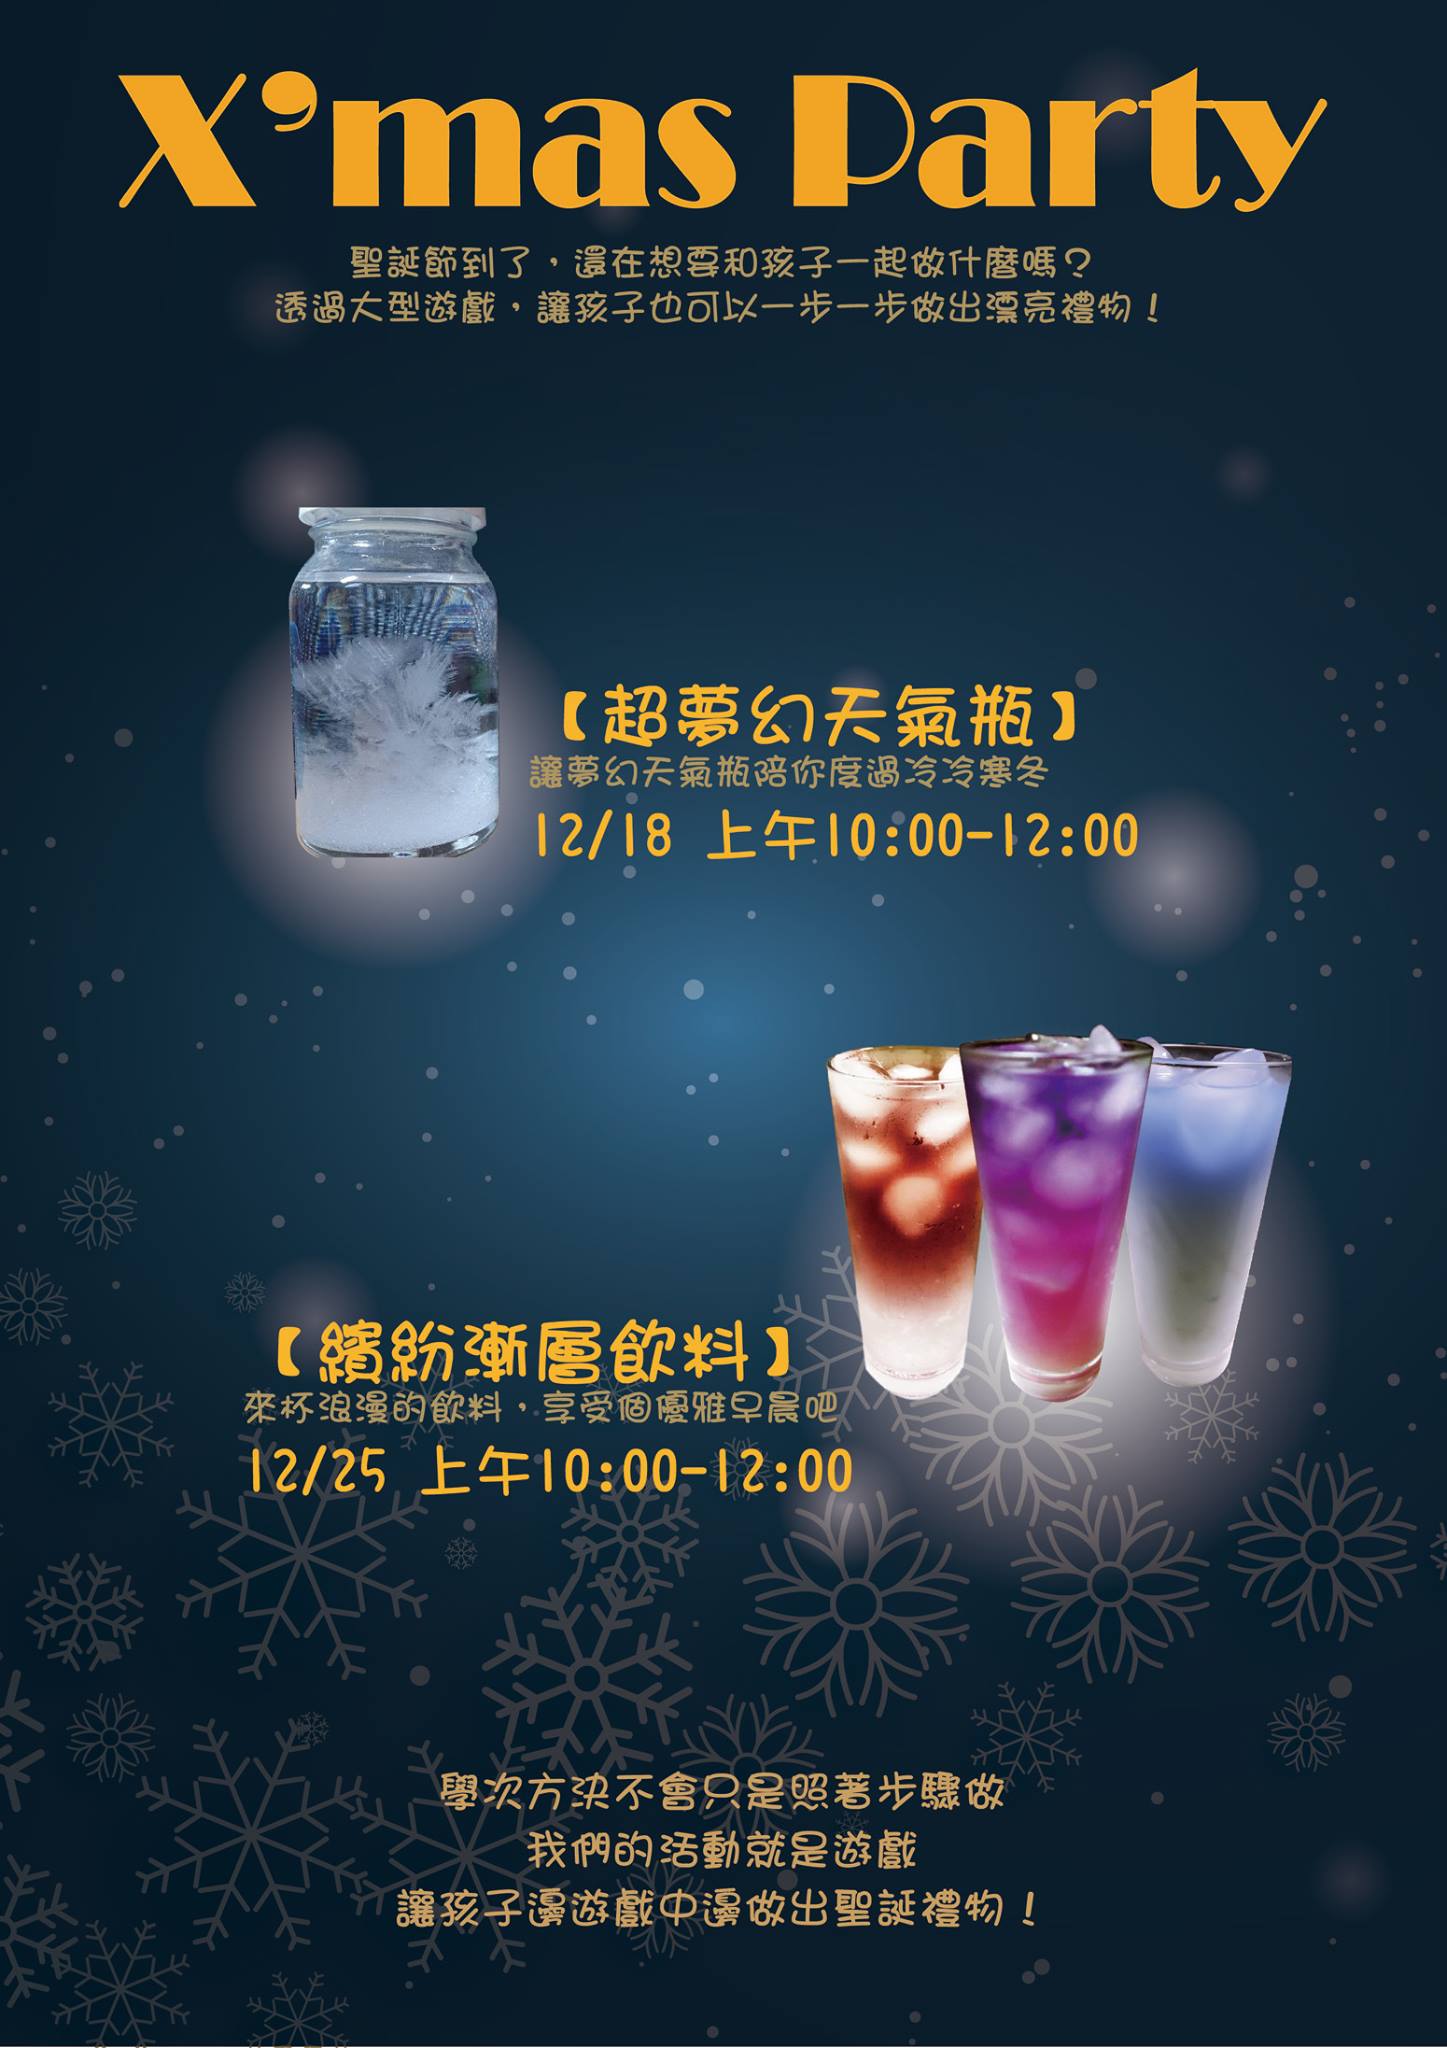 X'mas Party
聖誕節到了，還在想要和孩子一起做什麼嗎？
透過大型遊戲，讓孩子也可以一步一步做出漂亮禮物！
【超夢幻天氣瓶】
讓夢幻天氣瓶陪你度過冷冷寒冬
12/18 上午10:00-12:00
【繽紛漸層飲料】
來杯浪漫的飲料，享受個優雅早晨吧
12/25 上午10:00-12:00
學次方決不會只是照著步驟做
我們的活動就是遊戲
讓孩子邊遊戲中邊做出聖誕禮物！